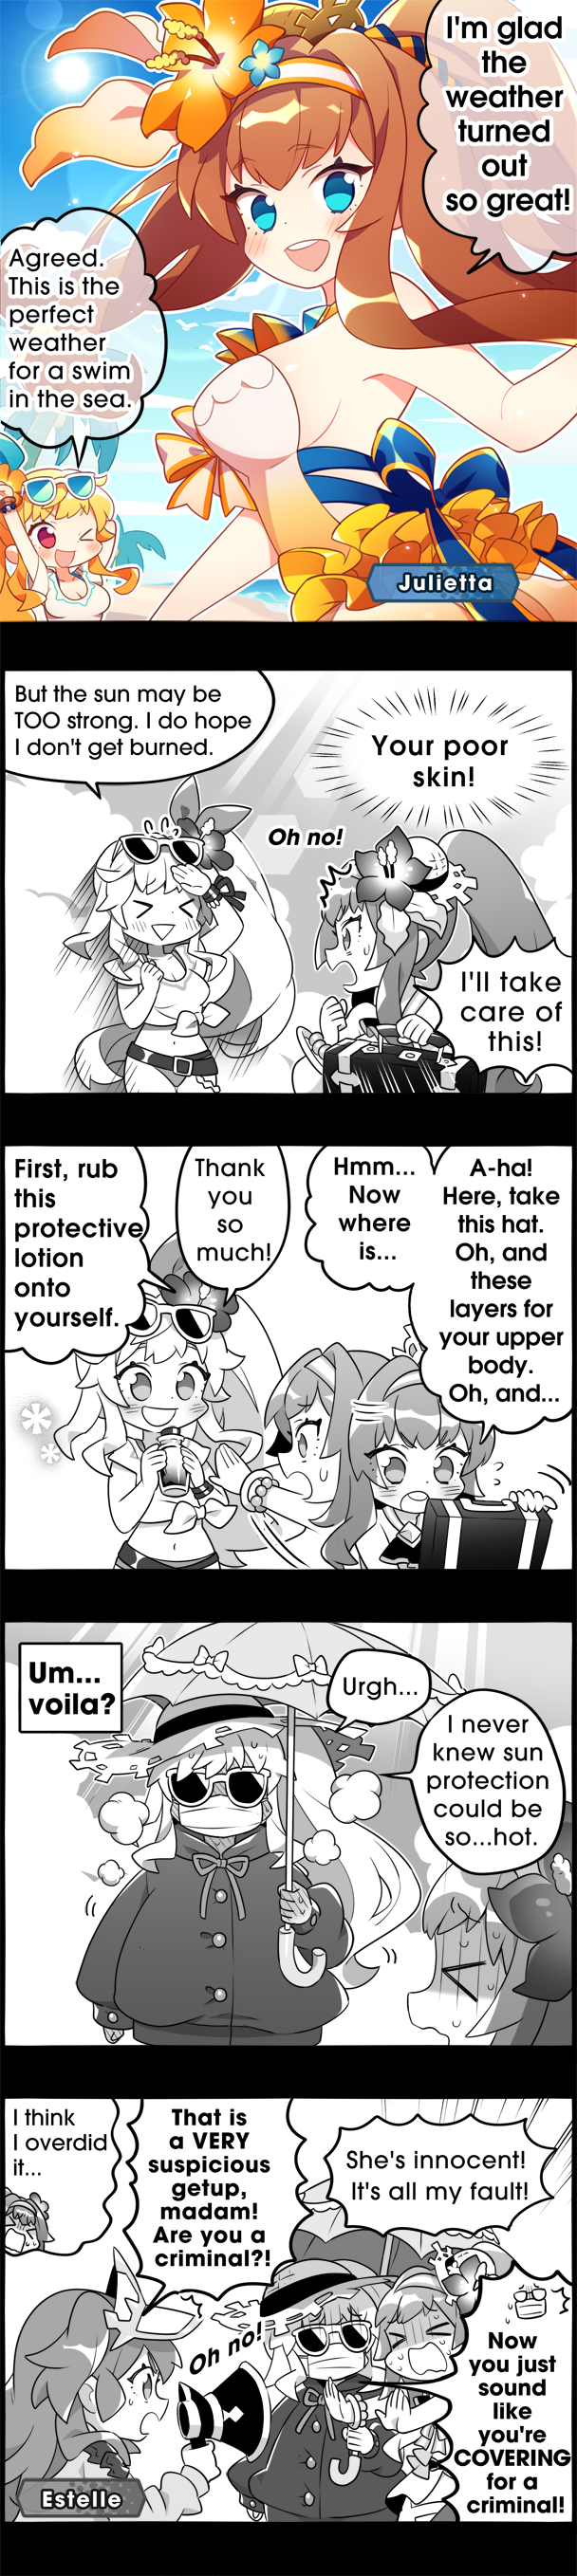 I'm glad
the
weather
turned
out
so great!
Agreed.
This is the
perfect
weather
for a swim
in the sea.
Julietta
But the sun may be
TOO strong. I do hope
I don't get burned.
Your poor
skin!
Oh no!
I'll take
care of
this!
First, rub
this
protective
lotion
onto
yourself.
Thank
you
so
much!
Hmm...
Now
where
is...
A-ha!
Here, take
this hat.
Oh, and
these
layers for
your upper
body.
Oh, and...
Um...
voila?
Urgh...
I never
knew sun
protection
could be
so...hot.
I think
I overdid
it...
That is
a VERY
suspicious
getup,
madam!
Are you a
criminal?!
She's innocent!
It's all my fault!
Oh no!
Now
you just
sound
like
you're
COVERING
for a
criminal!
Estelle